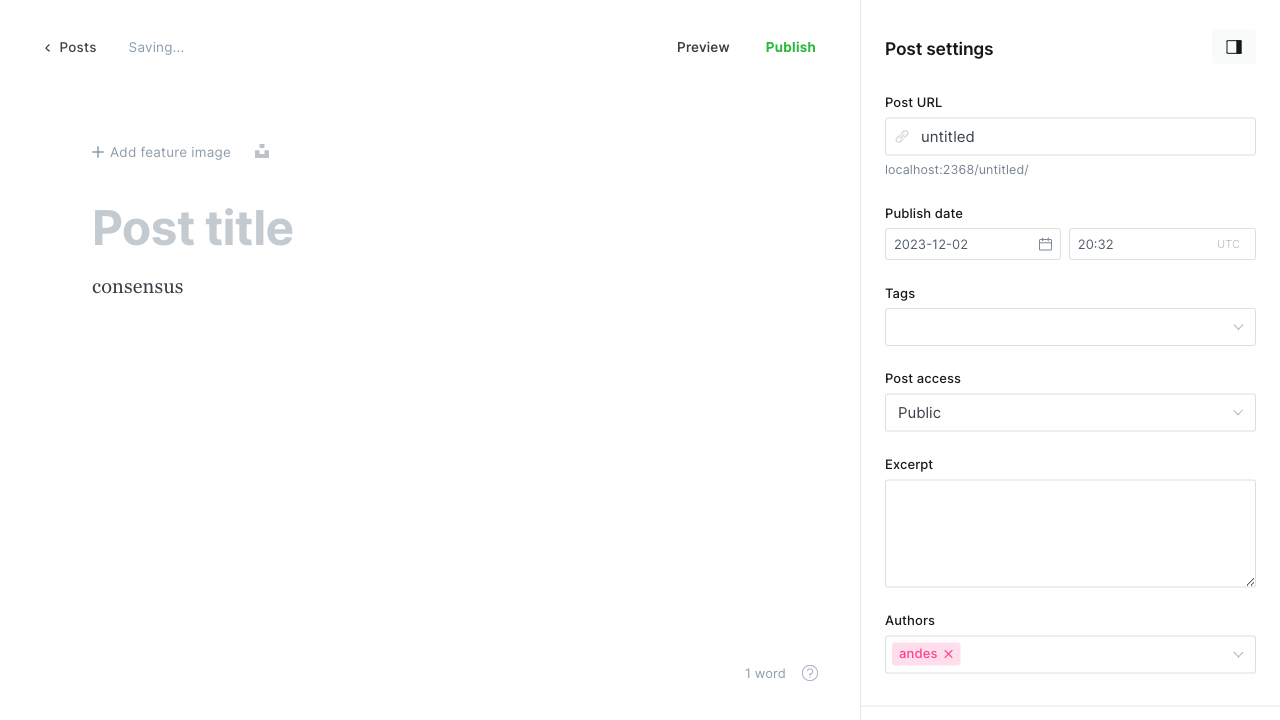 Posts
Saving...
Preview
Publish
Add feature image
Post title
consensus
1 word
?
Post settings
Post URL
untitled
localhost:2368/untitled/
Publish date
2023-12-02
20:32
UTC
Tags
Post access
Public
Excerpt
Authors
andes